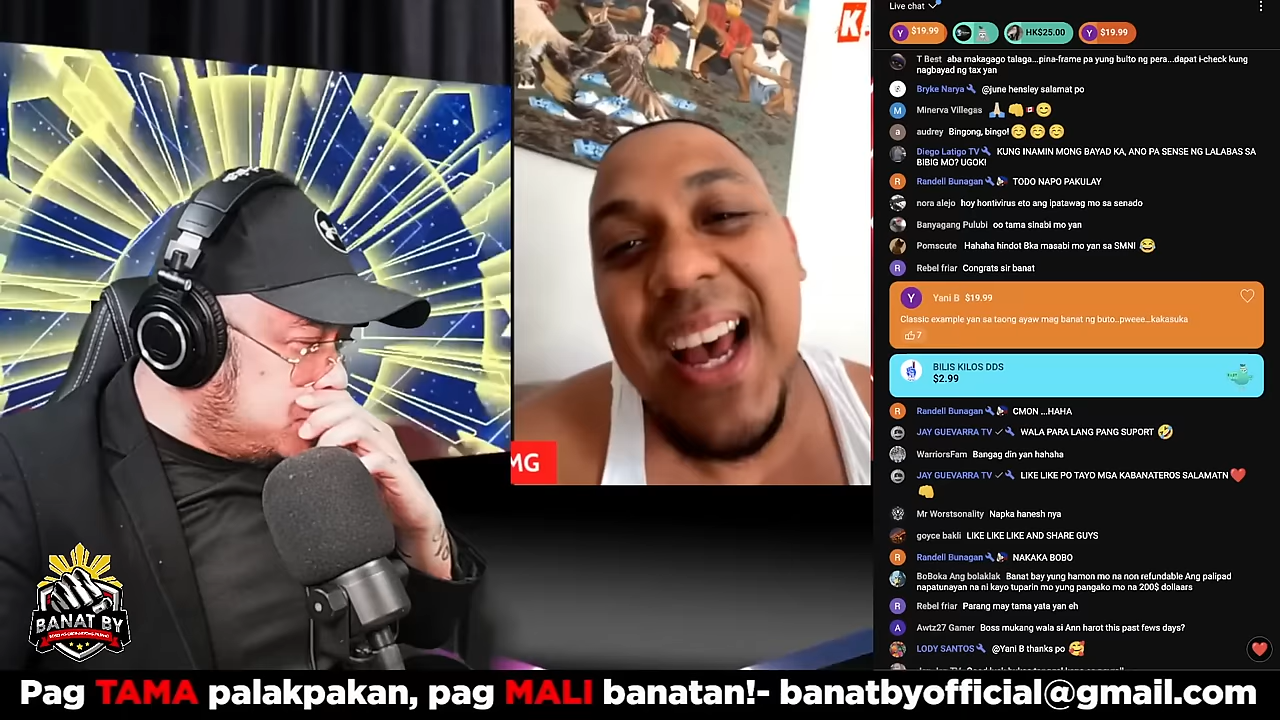 Live chat
$19.99
HK$25.00
$19.99
T Best aba makagago talaga...pina-frame pa yung bulto ng pera...dapat i-check kung
nagbayad ng tax yan
Bryke Narya @june hensley salamat po
Minerva Villegas 🙏👊🇨🇦😊
audrey Bingong, bingo! ☺️☺️☺️
Diego Latigo TV KUNG INAMIN MONG BAYAD KA, ANO PA SENSE NG LALABAS SA
BIBIG MO? UGOK!
Randell Bunagan TODO NAPO PAKULAY
nora alejo hoy hontivirus eto ang ipatawag mo sa senado
Banyagang Pulubi oo tama sinabi mo yan
Pomscute Hahaha hindot Bka masabi mo yan sa SMNI 😂
Rebel friar Congrats sir banat
Yani B $19.99
Classic example yan sa taong ayaw mag banat ng buto..pweee...kakasuka
7
BILIS KILOS DDS
$2.99
Randell Bunagan CMON ...HAHA
JAY GUEVARRA TV WALA PARA LANG PANG SUPORT 🤣
WarriorsFam Bangag din yan hahaha
JAY GUEVARRA TV LIKE LIKE PO TAYO MGA KABANATEROS SALAMATN ❤️
👊
Mr Worstsonality Napka hanesh nya
goyce bakli LIKE LIKE LIKE AND SHARE GUYS
Randell Bunagan NAKAKA BOBO
BoBoka Ang bolaklak Banat bay yung hamon mo na non refundable Ang palipad
napatunayan na ni kayo tuparin mo yung pangako mo na 200$ dollaars
Rebel friar Parang may tama yata yan eh
Awtz27 Gamer Boss mukang wala si Ann harot this past fews days?
LODY SANTOS @Yani B thanks po 🥰
K
MG
BANAT BY
Pag TAMA palakpakan, pag MALI banatan!- banatbyofficial@gmail.com